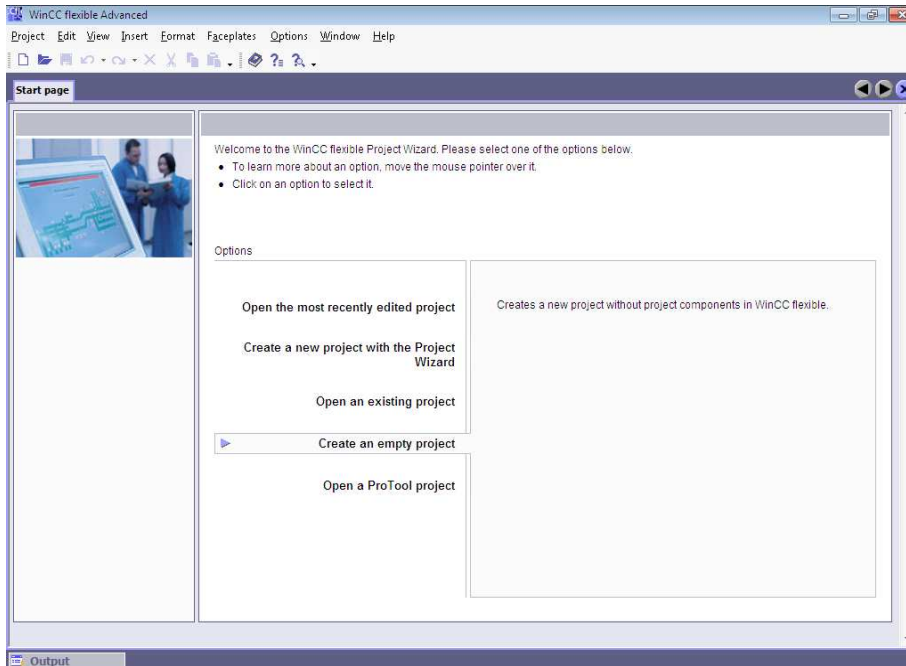 WinCC flexible Advanced
Project Edit View Insert Format Faceplates Options Window Help
Start page
Welcome to the WinCC flexible Project Wizard. Please select one of the options below.
• To learn more about an option, move the mouse pointer over it.
• Click on an option to select it.
Options
Open the most recently edited project
Creates a new project without project components in WinCC flexible.
Create a new project with the Project
Wizard
Open an existing project
Create an empty project
Open a ProTool project
Output